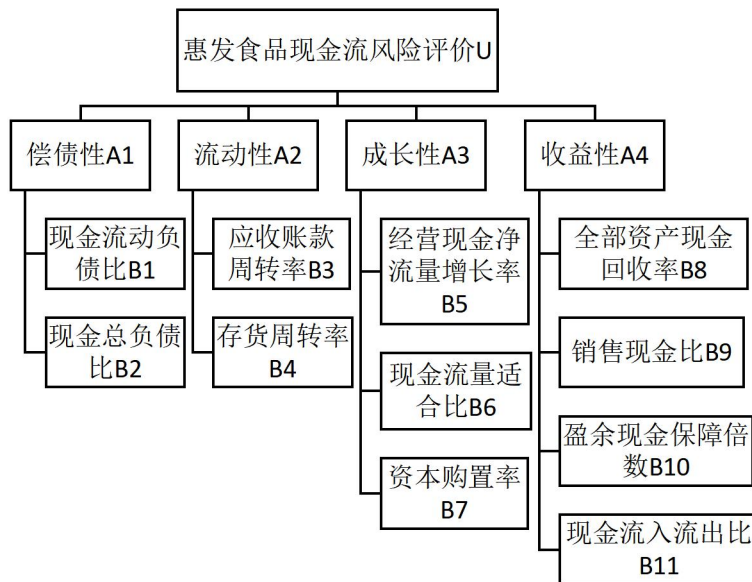 惠发食品现金流风险评价U
偿债性A1
流动性A2
成长性A3
收益性A4
现金流动负
债比B1
现金总负债
比B2
应收账款
周转率B3
存货周转率
B4
经营现金净
流量增长率
B5
现金流量适
合比B6
资本购置率
B7
全部资产现金
回收率B8
销售现金比B9
盈余现金保障倍
数B10
现金流入流出比
B11